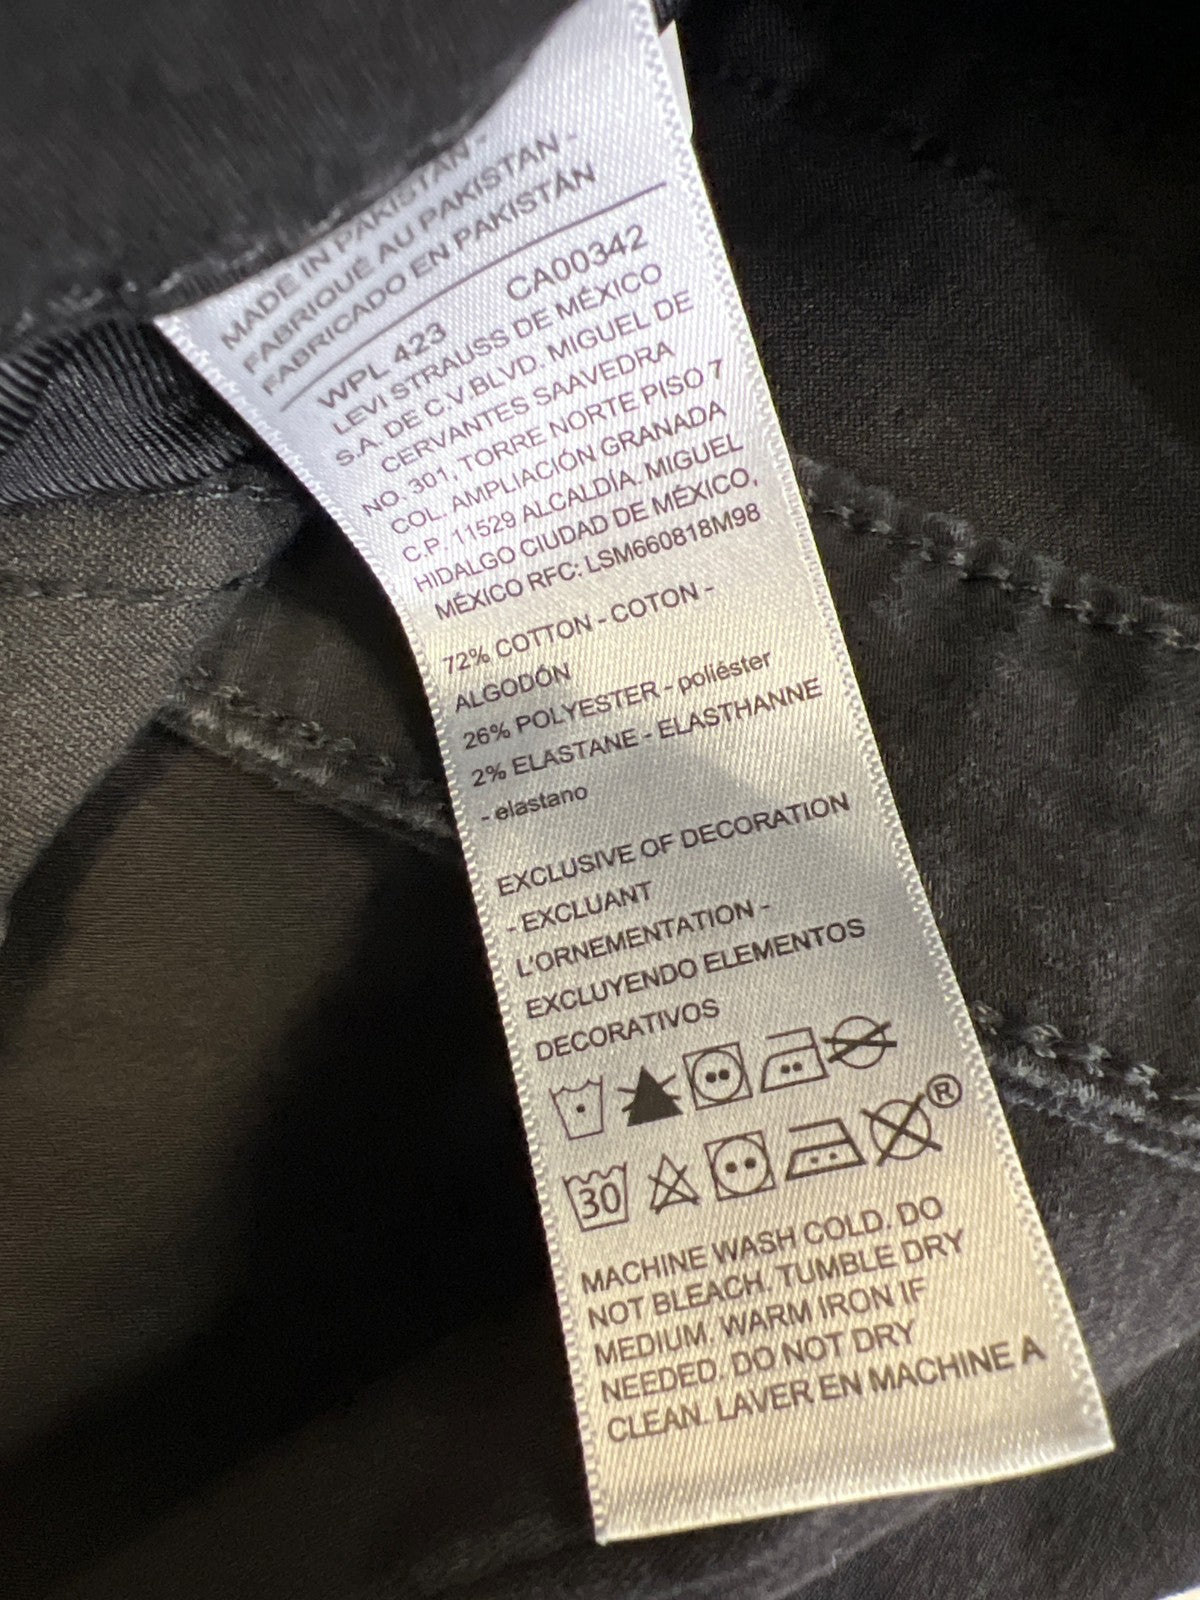 MADE IN PAKISTAN -
FABRIQUÉ AU PAKISTAN -
FABRICADO EN PAKISTÁN
WPL 423 CA00342
LEVI STRAUSS DE MÉXICO
S.A. DE C.V.BLVD. MIGUEL DE
CERVANTES SAAVEDRA
NO. 301, TORRE NORTE PISO 7
COL. AMPLIACIÓN GRANADA
C.P. 11529 ALCALDÍA. MIGUEL
HIDALGO CIUDAD DE MÉXICO,
MÉXICO RFC: LSM660818M98
72% COTTON - COTON -
ALGODÓN
26% POLYESTER - poliéster
2% ELASTANE - ELASTHANNE
- elastano
EXCLUSIVE OF DECORATION
- EXCLUANT
L'ORNEMENTATION -
EXCLUYENDO ELEMENTOS
DECORATIVOS
30 ®
MACHINE WASH COLD. DO
NOT BLEACH. TUMBLE DRY
MEDIUM. WARM IRON IF
NEEDED. DO NOT DRY
CLEAN. LAVER EN MACHINE A